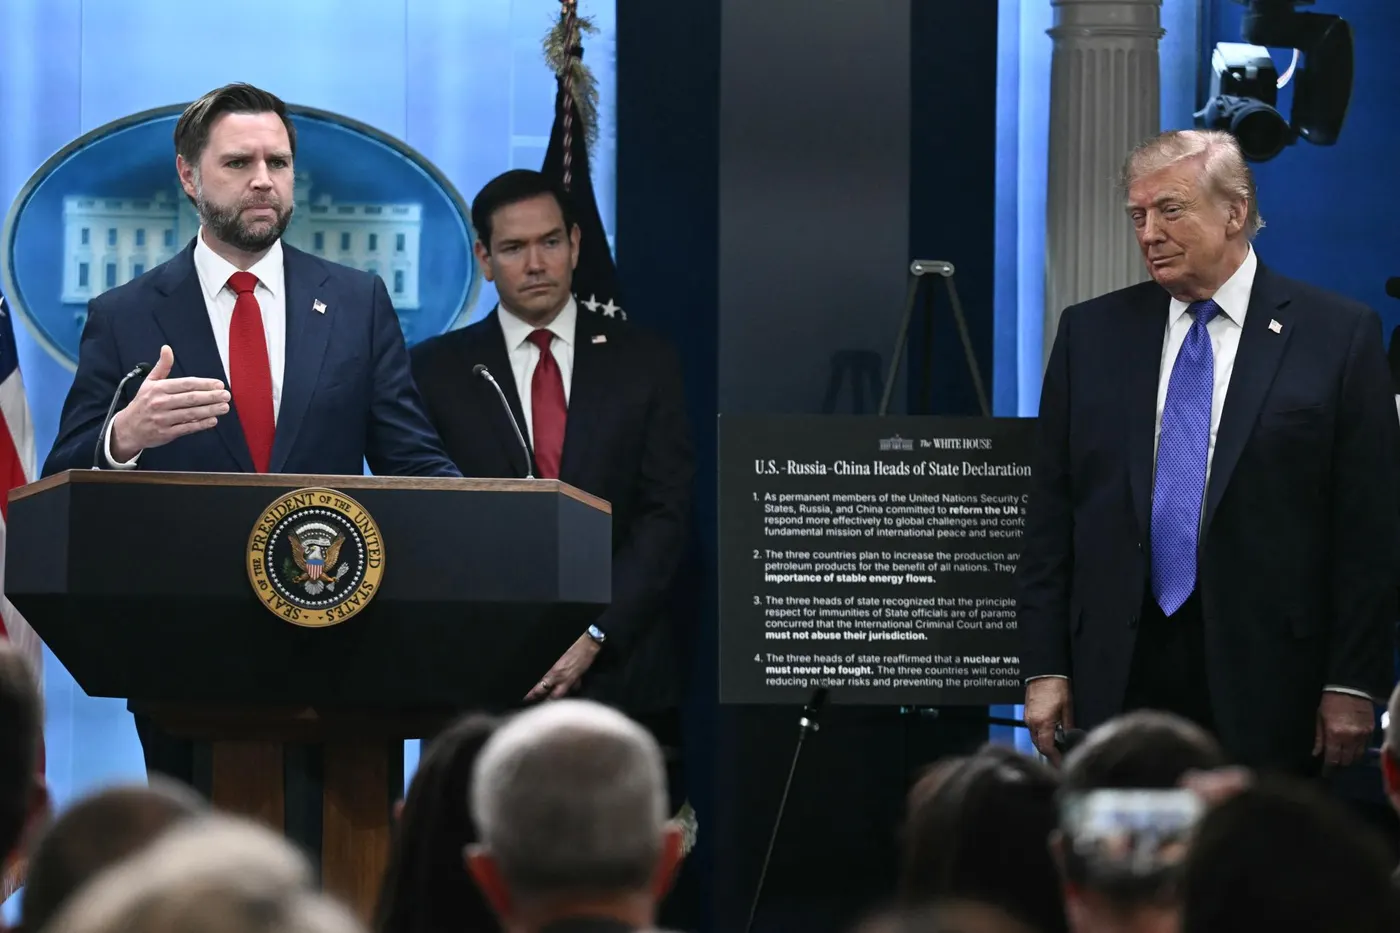 The WHITE HOUSE
U.S.-Russia-China Heads of State Declaration
1. As permanent members of the United Nations Security
States, Russia, and China committed to reform the UN
respond more effectively to global challenges and
fundamental mission of international peace and
2. The three countries plan to increase the production
petroleum products for the benefit of all nations. They
importance of stable energy flows.
3. The three heads of state recognized that the principle
respect for immunities of State officials are of
concurred that the International Criminal Court and
must not abuse their jurisdiction.
4. The three heads of state reaffirmed that a nuclear
must never be fought. The three countries will
reducing nuclear risks and preventing the proliferation
SEAL OF THE PRESIDENT OF THE UNITED STATES